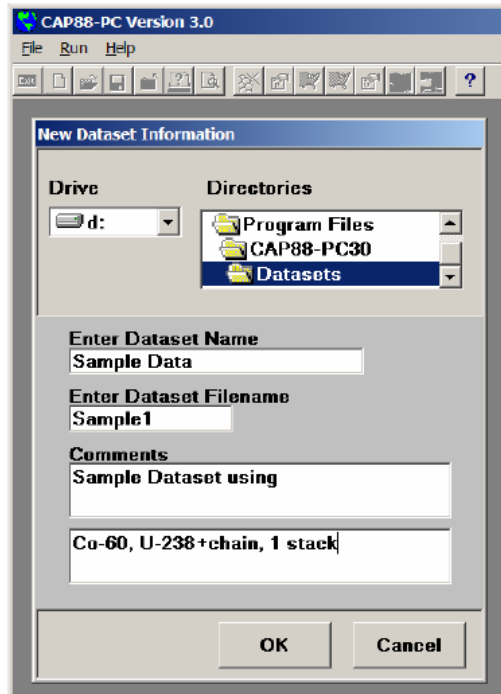 CAP88-PC Version 3.0
File Run Help
?
New Dataset Information
Drive Directories
d: Program Files
CAP88-PC30
Datasets
Enter Dataset Name
Sample Data
Enter Dataset Filename
Sample1
Comments
Sample Dataset using
Co-60, U-238+chain, 1 stack
OK Cancel